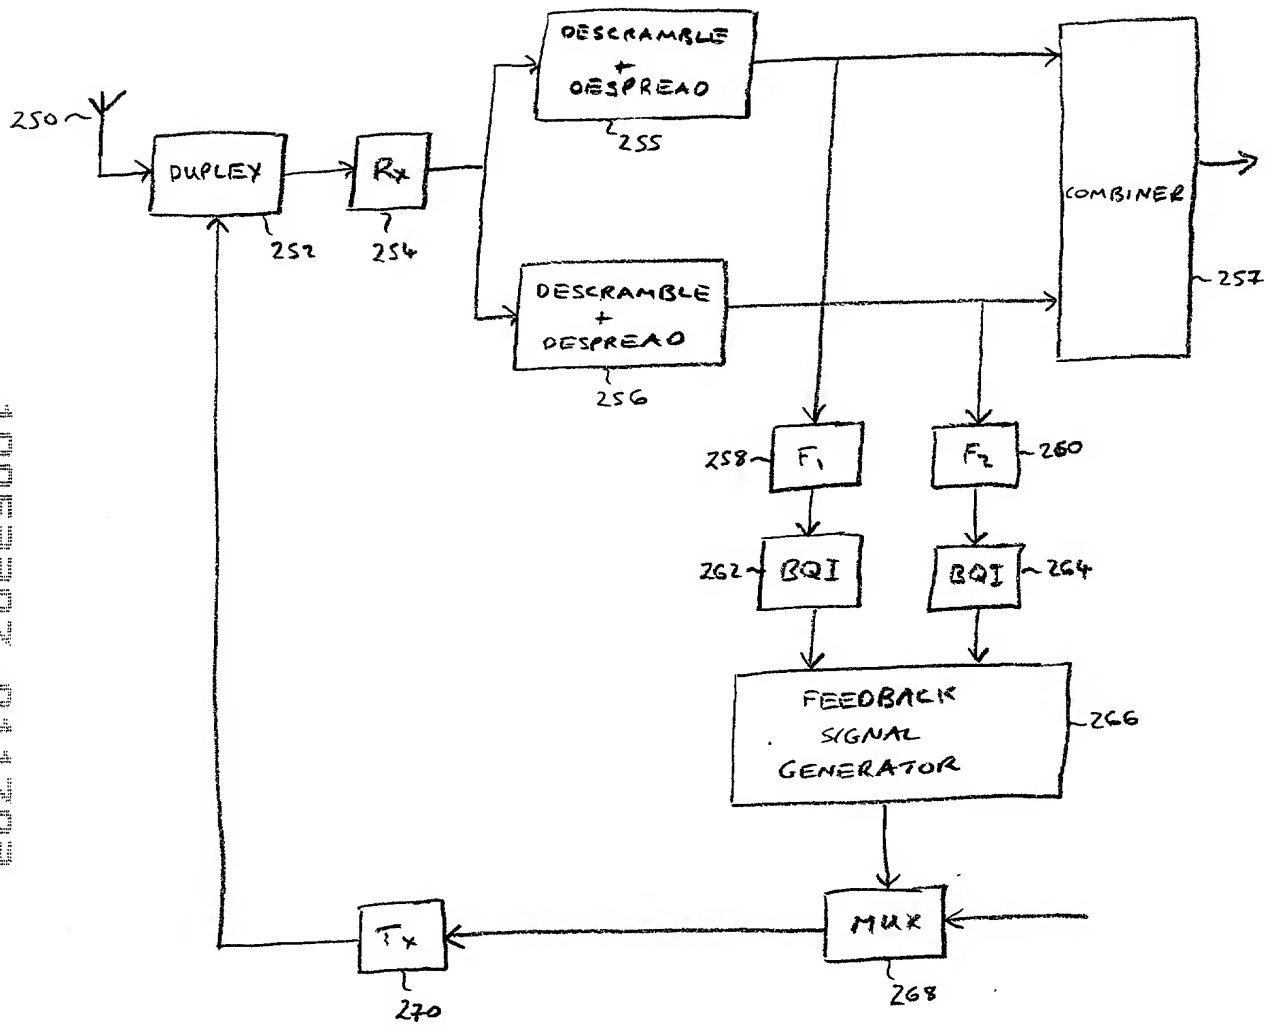 DESCRAMBLE
+
DESPREAD
255
250
DUPLEX
252
Rx
254
COMBINER
257
DESCRAMBLE
+
DESPREAD
256
258
F1
F2
260
262
BQI
BQI
264
FEEDBACK
SIGNAL
GENERATOR
266
MUX
268
Tx
270